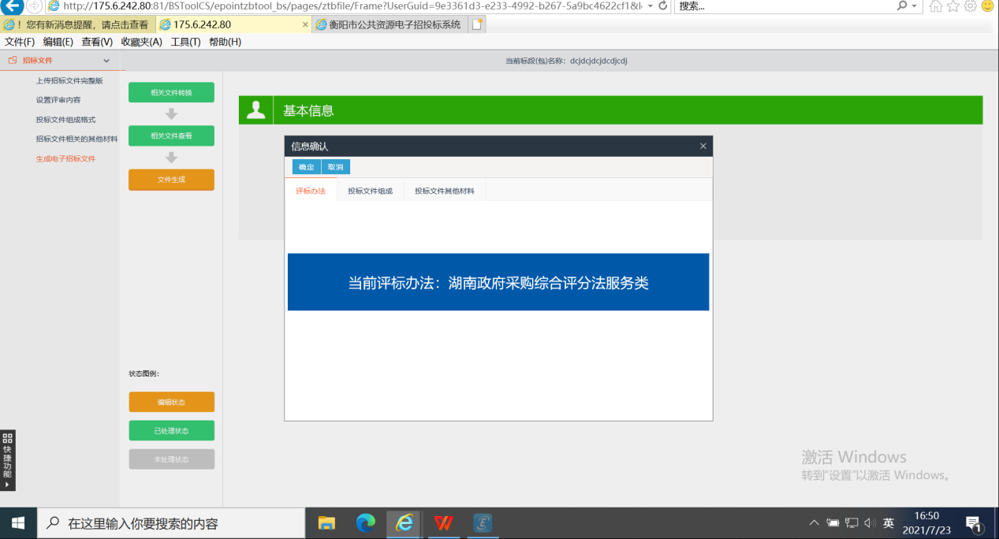 http://175.6.242.80:81/BSToolCS/epointzbtool_bs/pages/ztbfile/Frame?UserGuid=9e3361d3-e233-4992-b267-5a9bc4622cf18&
搜索...
！您有新消息提醒，请点击查看
175.6.242.80
衡阳市公共资源电子招投标系统
文件(F) 编辑(E) 查看(V) 收藏夹(A) 工具(T) 帮助(H)
招标文件
当前标段(包)名称：dcjdcjdcjdcdjcdj
上传招标文件完整版
设置评审内容
投标文件组成格式
招标文件相关的其他材料
生成电子招标文件
相关文件转换
相关文件查看
文件生成
基本信息
信息确认
确定 取消
评标办法 投标文件组成 投标文件其他材料
当前评标办法：湖南政府采购综合评分法服务类
状态图例：
编辑状态
已处理状态
未处理状态
快捷功能
激活 Windows
转到"设置"以激活 Windows。
在这里输入你要搜索的内容
英
16:50
2021/7/23
1